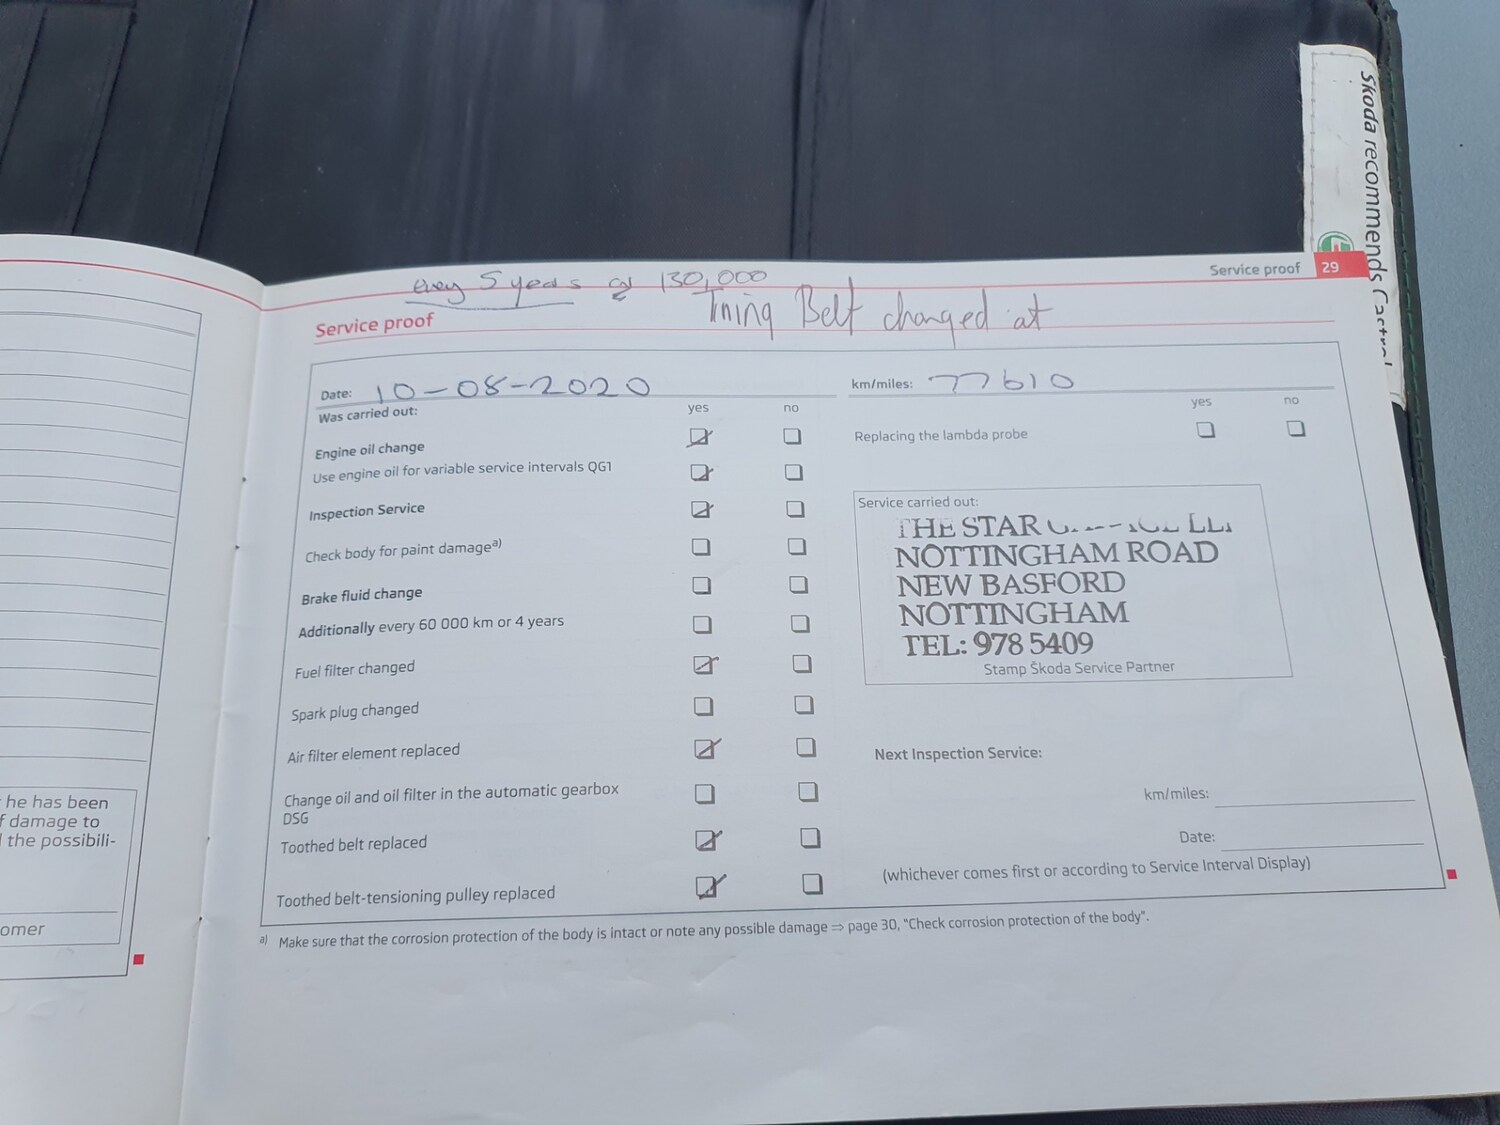 Skoda recommends Castrol
Service proof 29
every 5 years or 130,000
Timing Belt changed at
Service proof
Date: 10-08-2020 km/miles: 77610
Was carried out: yes no
Engine oil change
Use engine oil for variable service intervals QG1
Inspection Service
Check body for paint damage a)
Brake fluid change
Additionally every 60 000 km or 4 years
Fuel filter changed
Spark plug changed
Air filter element replaced
Change oil and oil filter in the automatic gearbox
DSG
Toothed belt replaced
Toothed belt-tensioning pulley replaced
yes no
Replacing the lambda probe
Service carried out:
THE STAR
NOTTINGHAM ROAD
NEW BASFORD
NOTTINGHAM
TEL: 978 5409
Stamp Škoda Service Partner
Next Inspection Service:
km/miles:
Date:
(whichever comes first or according to Service Interval Display)
a) Make sure that the corrosion protection of the body is intact or note any possible damage ⇒ page 30, "Check corrosion protection of the body".
he has been
f damage to
the possibili-
omer